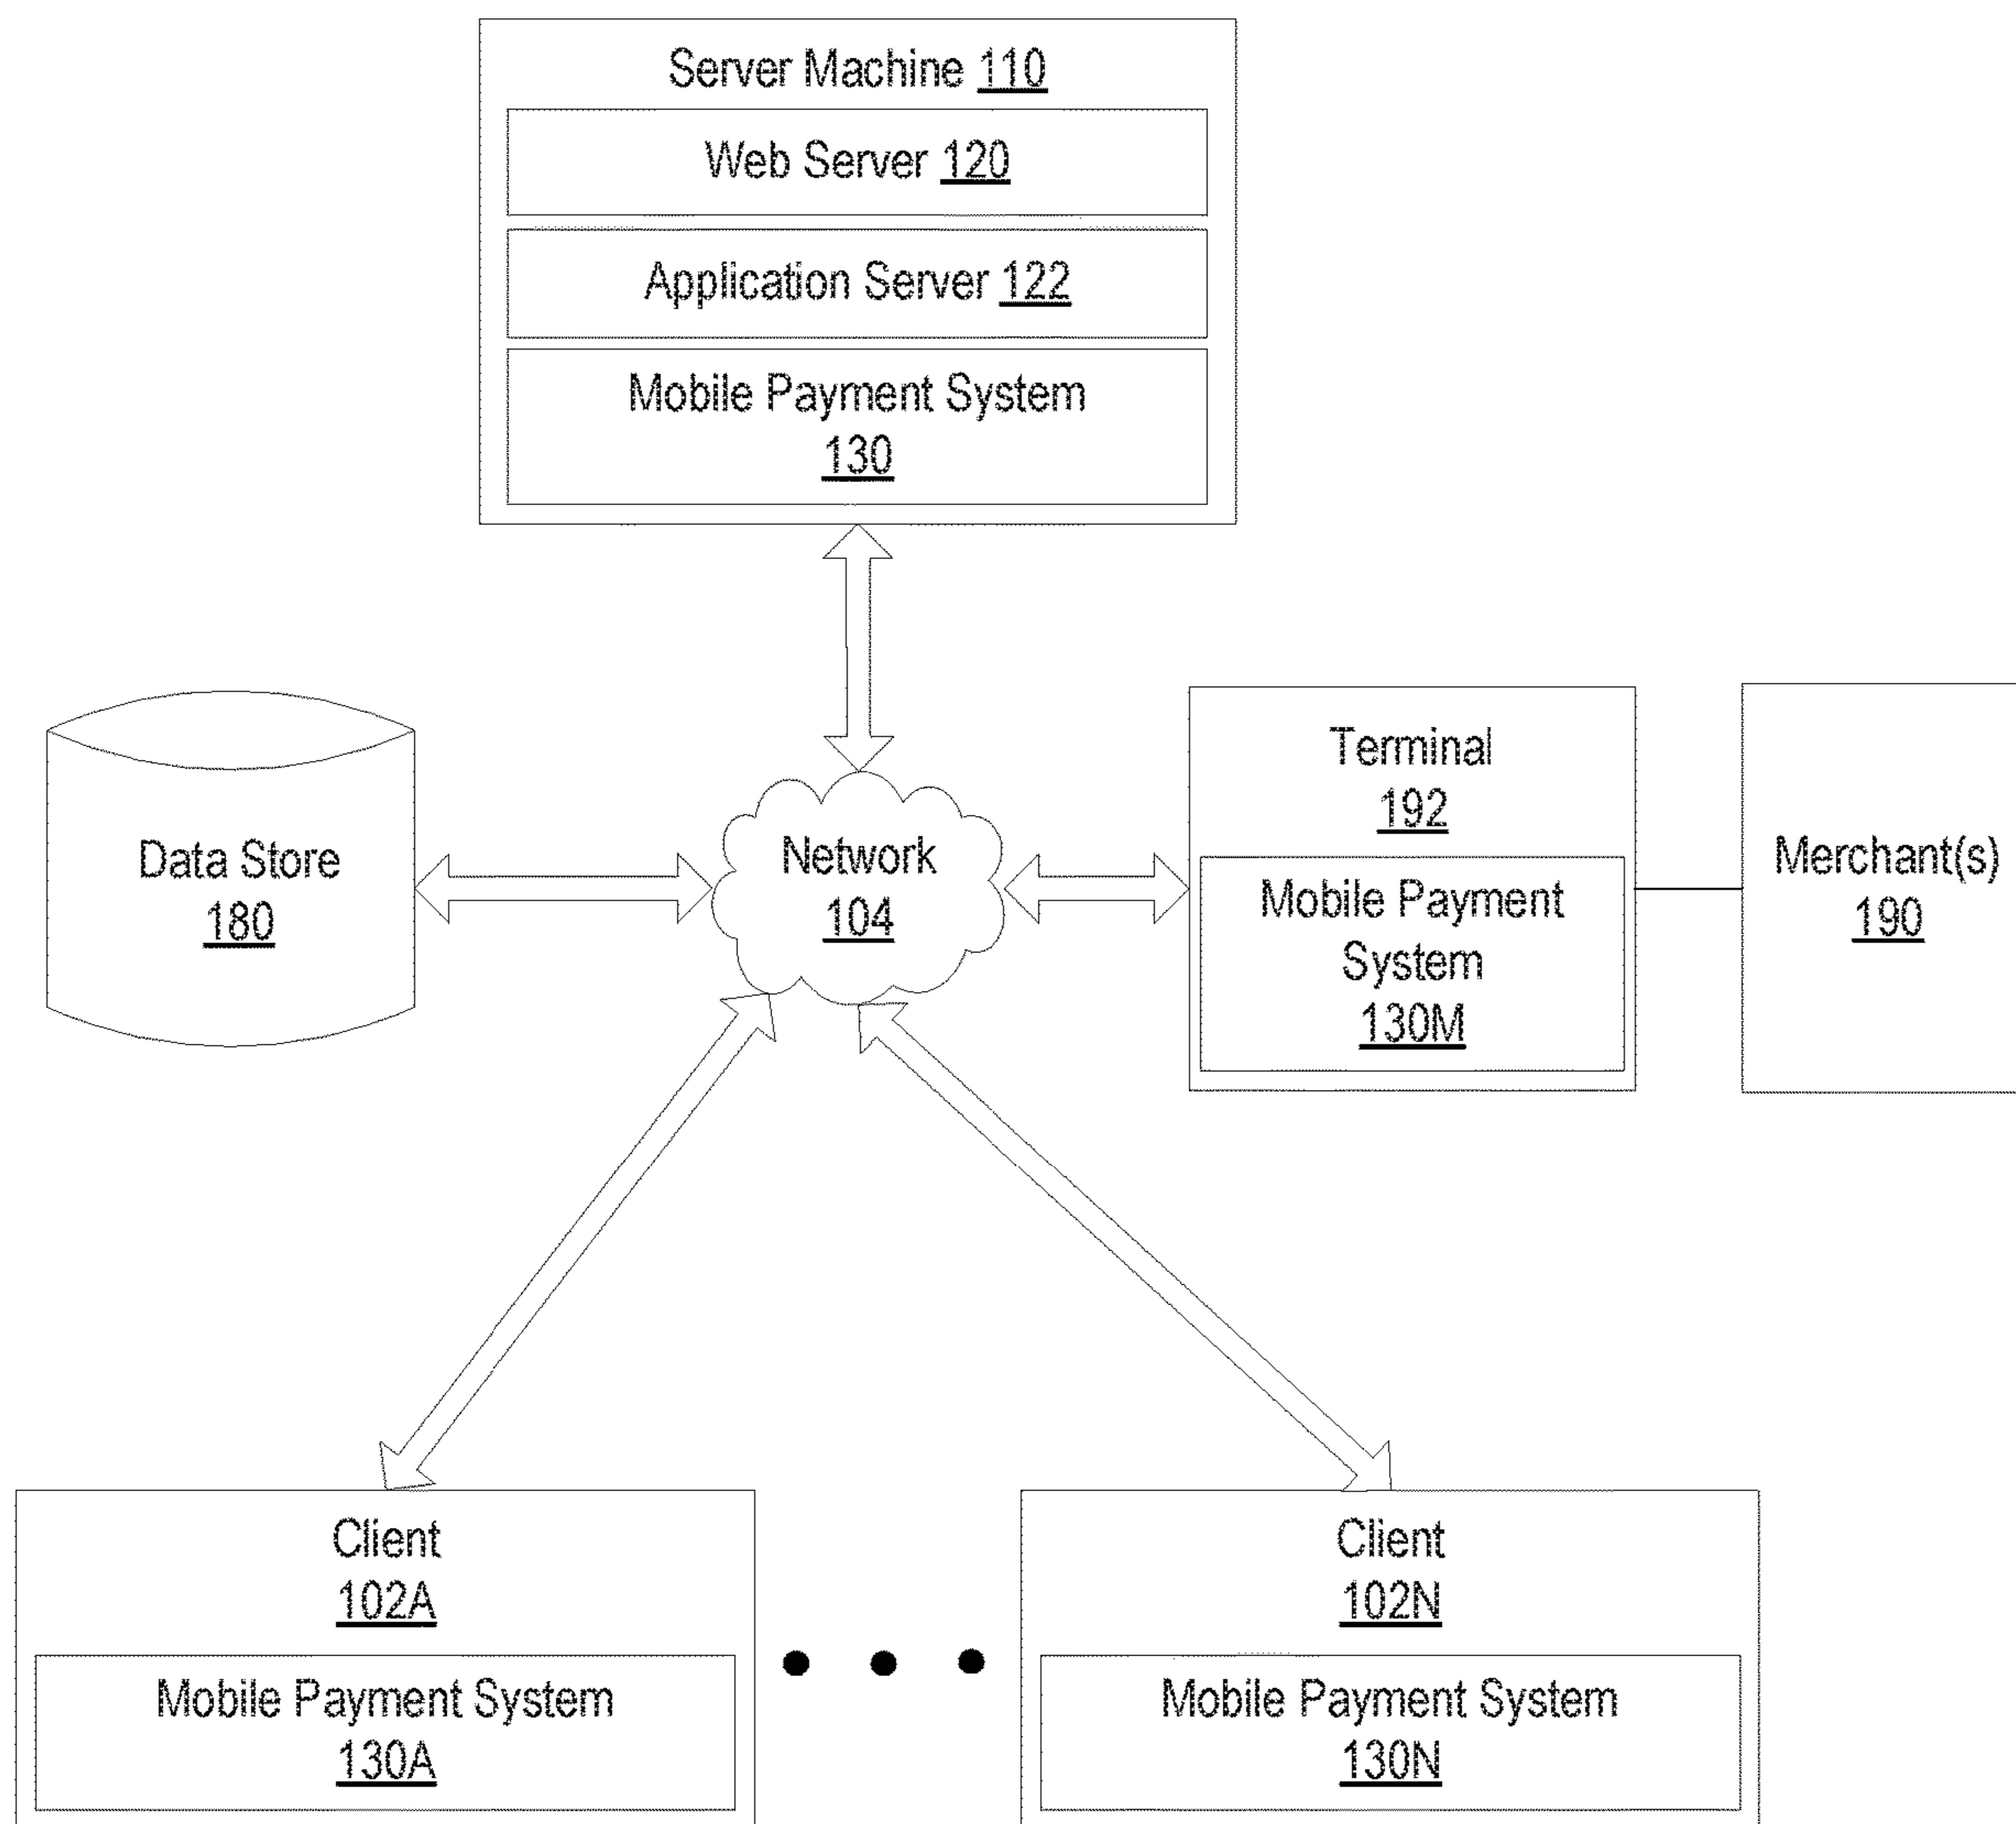 Server Machine 110
Web Server 120
Application Server 122
Mobile Payment System
130
Data Store
180
Network
104
Terminal
192
Mobile Payment
System
130M
Merchant(s)
190
Client
102A
Mobile Payment System
130A
Client
102N
Mobile Payment System
130N